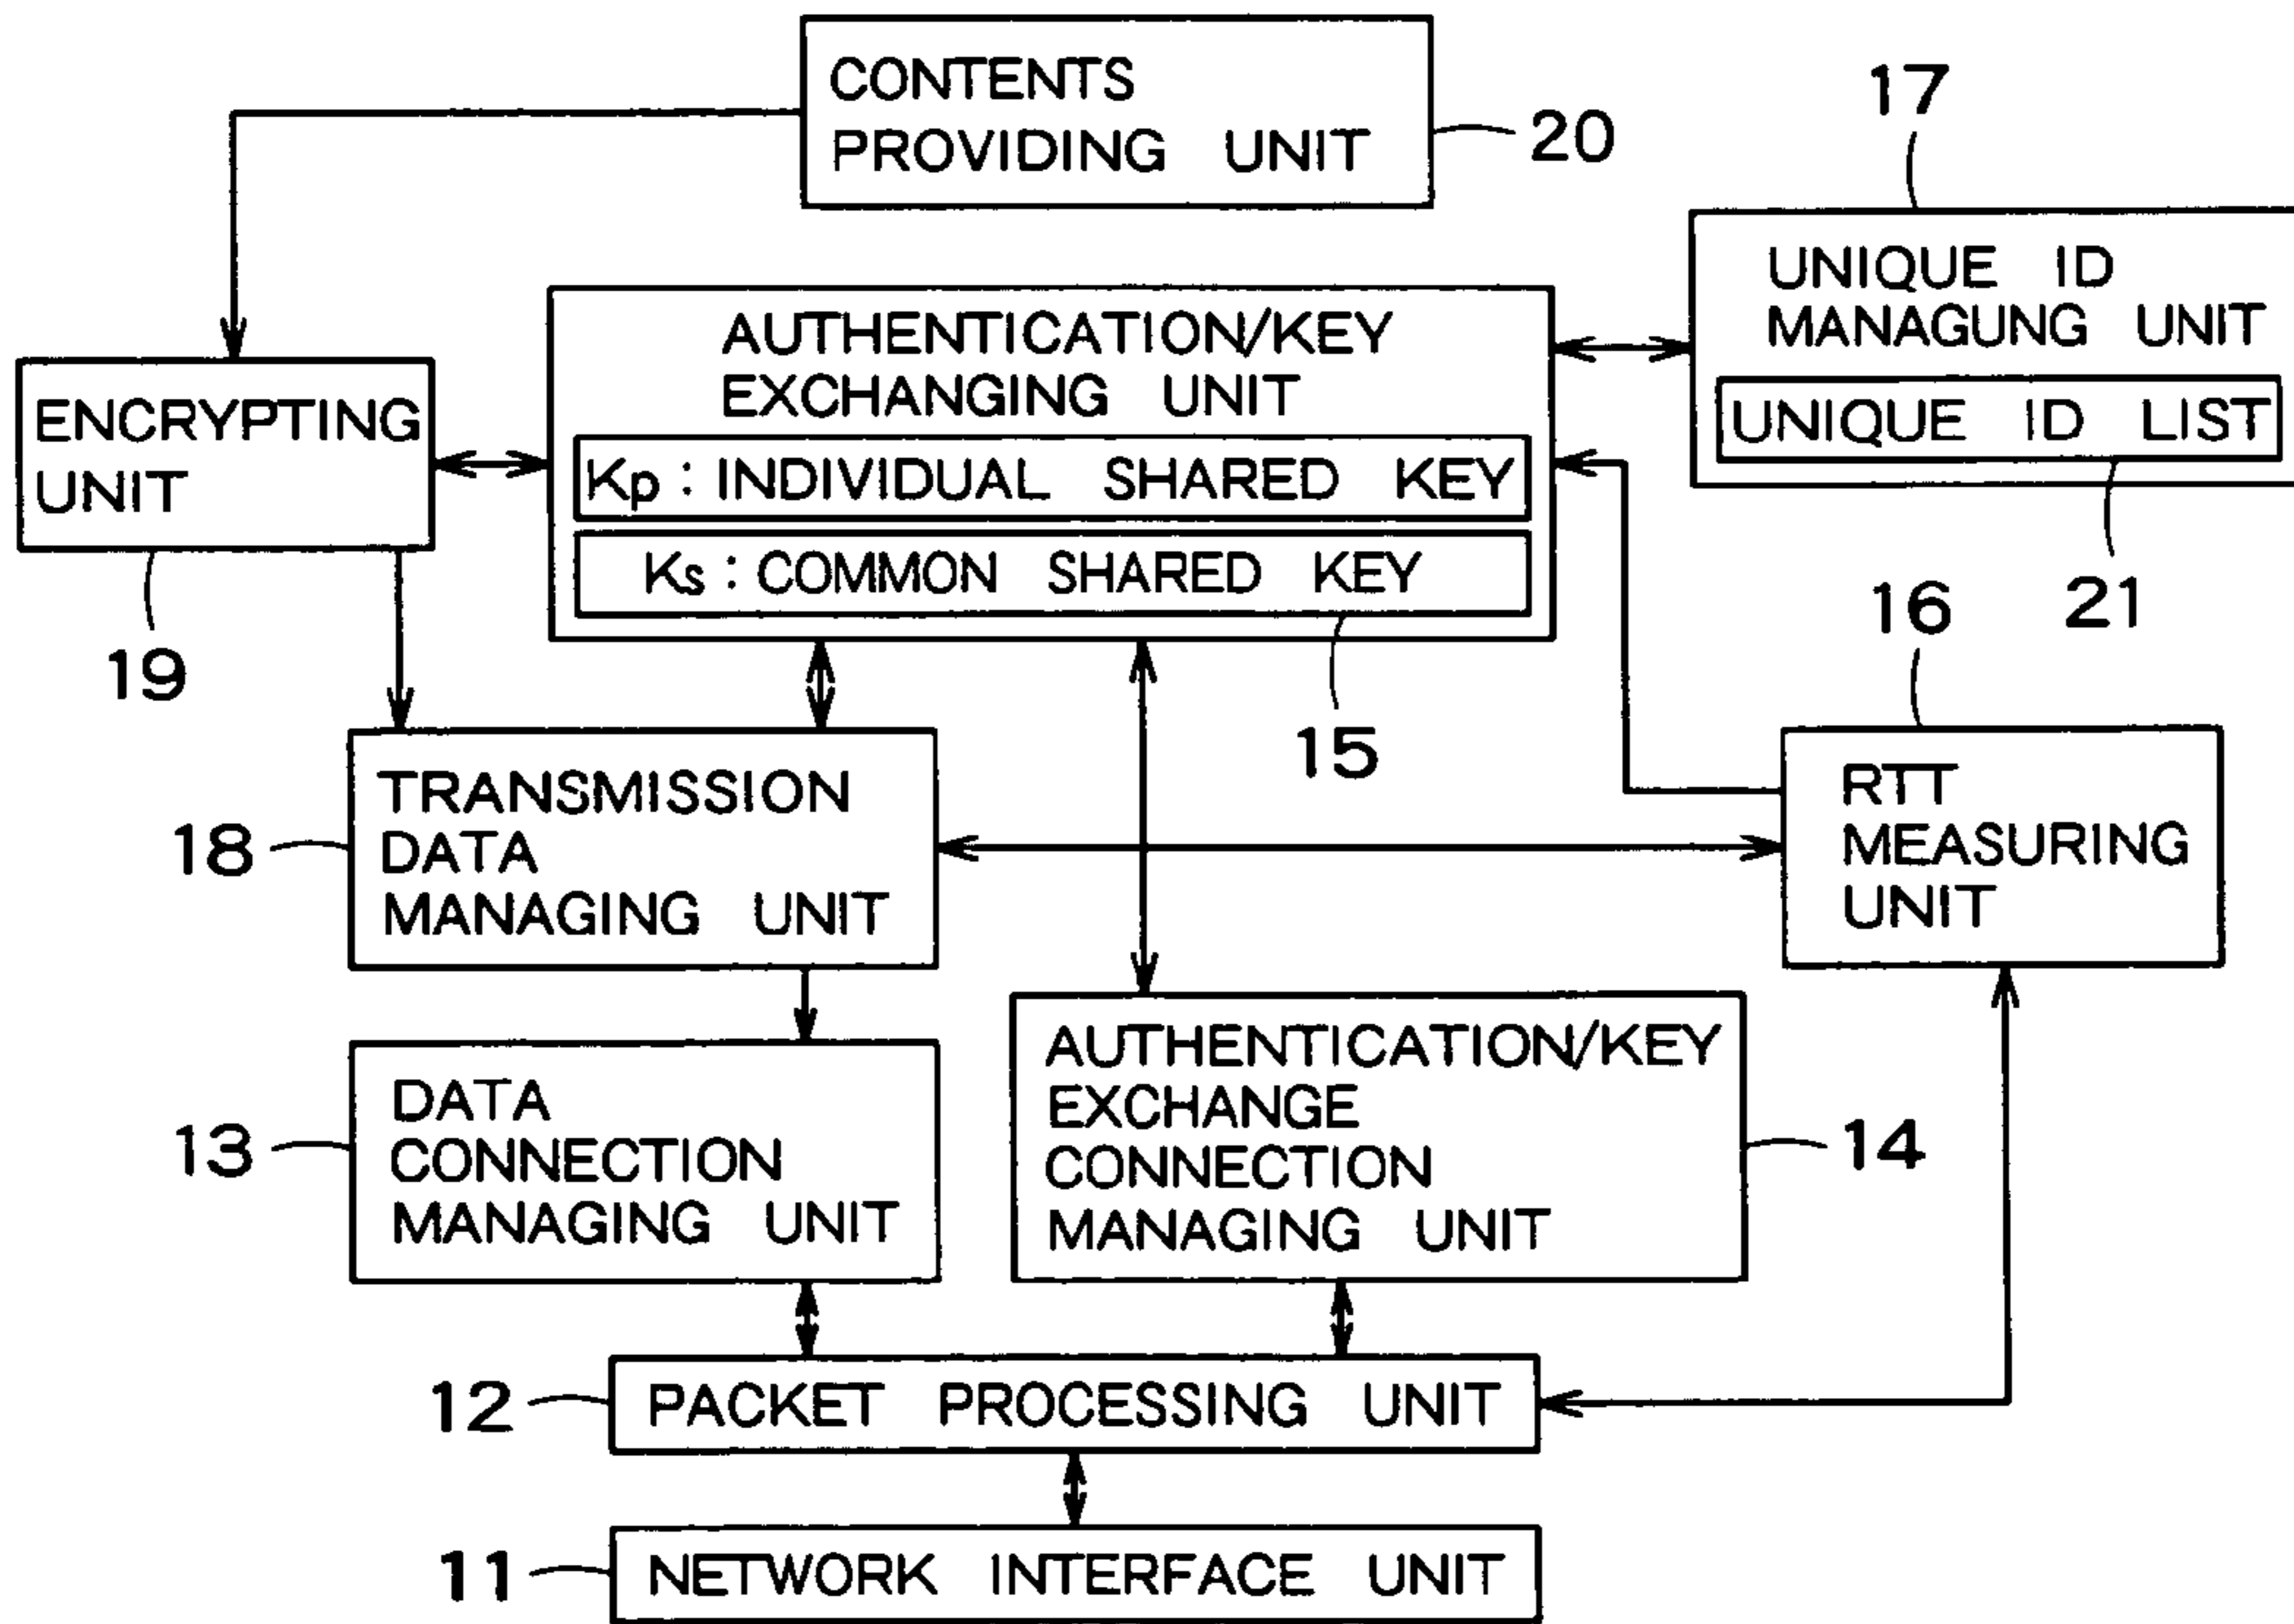 CONTENTS
PROVIDING UNIT
20
17
UNIQUE ID
MANAGUNG UNIT
UNIQUE ID LIST
21
AUTHENTICATION/KEY
EXCHANGING UNIT
Kp : INDIVIDUAL SHARED KEY
Ks : COMMON SHARED KEY
15
ENCRYPTING
UNIT
19
16
RTT
MEASURING
UNIT
TRANSMISSION
DATA
MANAGING UNIT
18
DATA
CONNECTION
MANAGING UNIT
13
AUTHENTICATION/KEY
EXCHANGE
CONNECTION
MANAGING UNIT
14
12
PACKET PROCESSING UNIT
11
NETWORK INTERFACE UNIT